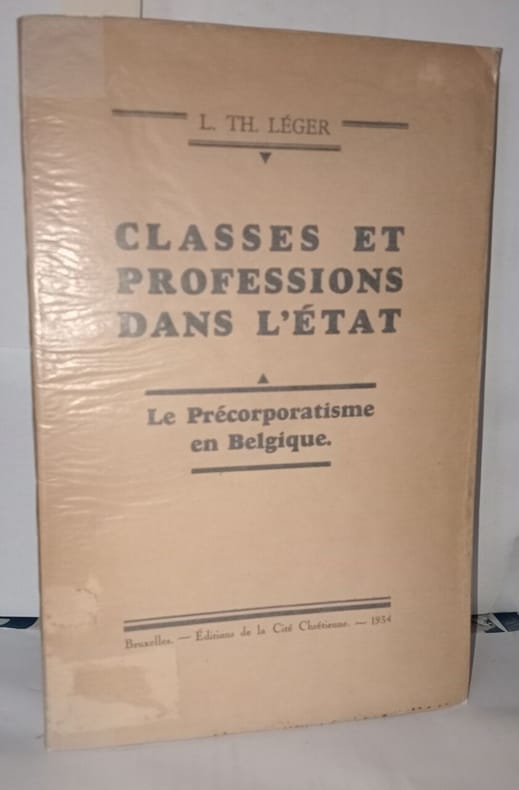 L. TH. LÉGER
CLASSES ET
PROFESSIONS
DANS L'ÉTAT
Le Précorporatisme
en Belgique.
Bruxelles. — Éditions de la Cité Chrétienne. — 1934